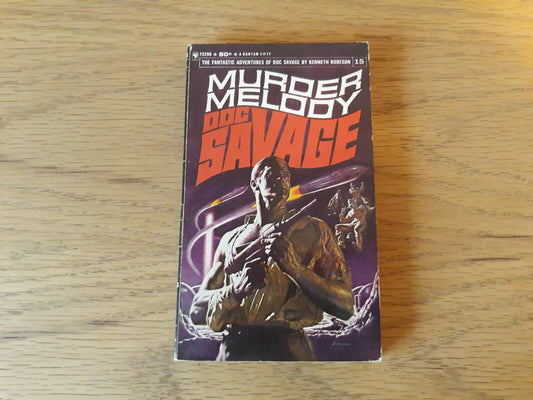 F3296 ★ 50¢ ★ A BANTAM FIFTY
THE FANTASTIC ADVENTURES OF DOC SAVAGE BY KENNETH ROBESON 15
MURDER
MELODY
DOC
SAVAGE